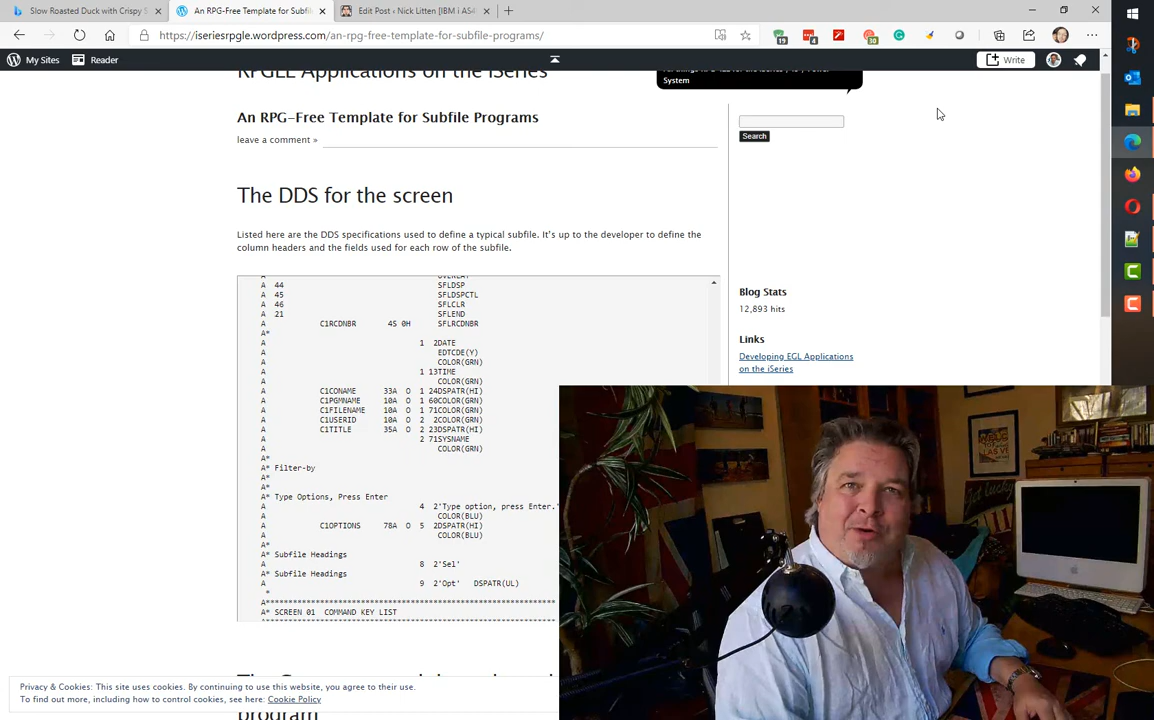 Slow Roasted Duck with Crispy S
An RPG-Free Template for Subfil
Edit Post ‹ Nick Litten [IBM i AS4
https://iseriesrpgle.wordpress.com/an-rpg-free-template-for-subfile-programs/
19
4
30
My Sites
Reader
Write
RPGLE Applications on the iSeries
System
An RPG-Free Template for Subfile Programs
leave a comment »
Search
The DDS for the screen
Listed here are the DDS specifications used to define a typical subfile. It's up to the developer to define the
column headers and the fields used for each row of the subfile.
A 44 SFLDSP
A 45 SFLDSPCTL
A 46 SFLCLR
A 21 SFLEND
A C1RCDNBR 4S 0H SFLRCDNBR
A*
A 1 2DATE
A EDTCDE(Y)
A COLOR(GRN)
A 1 13TIME
A COLOR(GRN)
A C1CONAME 33A O 1 24DSPATR(HI)
A C1PGMNAME 10A O 1 60COLOR(GRN)
A C1FILENAME 10A O 1 71COLOR(GRN)
A C1USERID 10A O 2 2COLOR(GRN)
A C1TITLE 35A O 2 23DSPATR(HI)
A 2 71SYSNAME
A COLOR(GRN)
A*
A* Filter-by
A*
A*
A* Type Options, Press Enter
A 4 2'Type option, press Enter.'
A COLOR(BLU)
A C1OPTIONS 78A O 5 2DSPATR(HI)
A COLOR(BLU)
A*
A* Subfile Headings
A 8 2'Sel'
A* Subfile Headings
A 9 2'Opt' DSPATR(UL)
*
A* SCREEN 01 COMMAND KEY LIST
Blog Stats
12,893 hits
Links
Developing EGL Applications
on the iSeries
program
Privacy & Cookies: This site uses cookies. By continuing to use this website, you agree to their use.
To find out more, including how to control cookies, see here: Cookie Policy